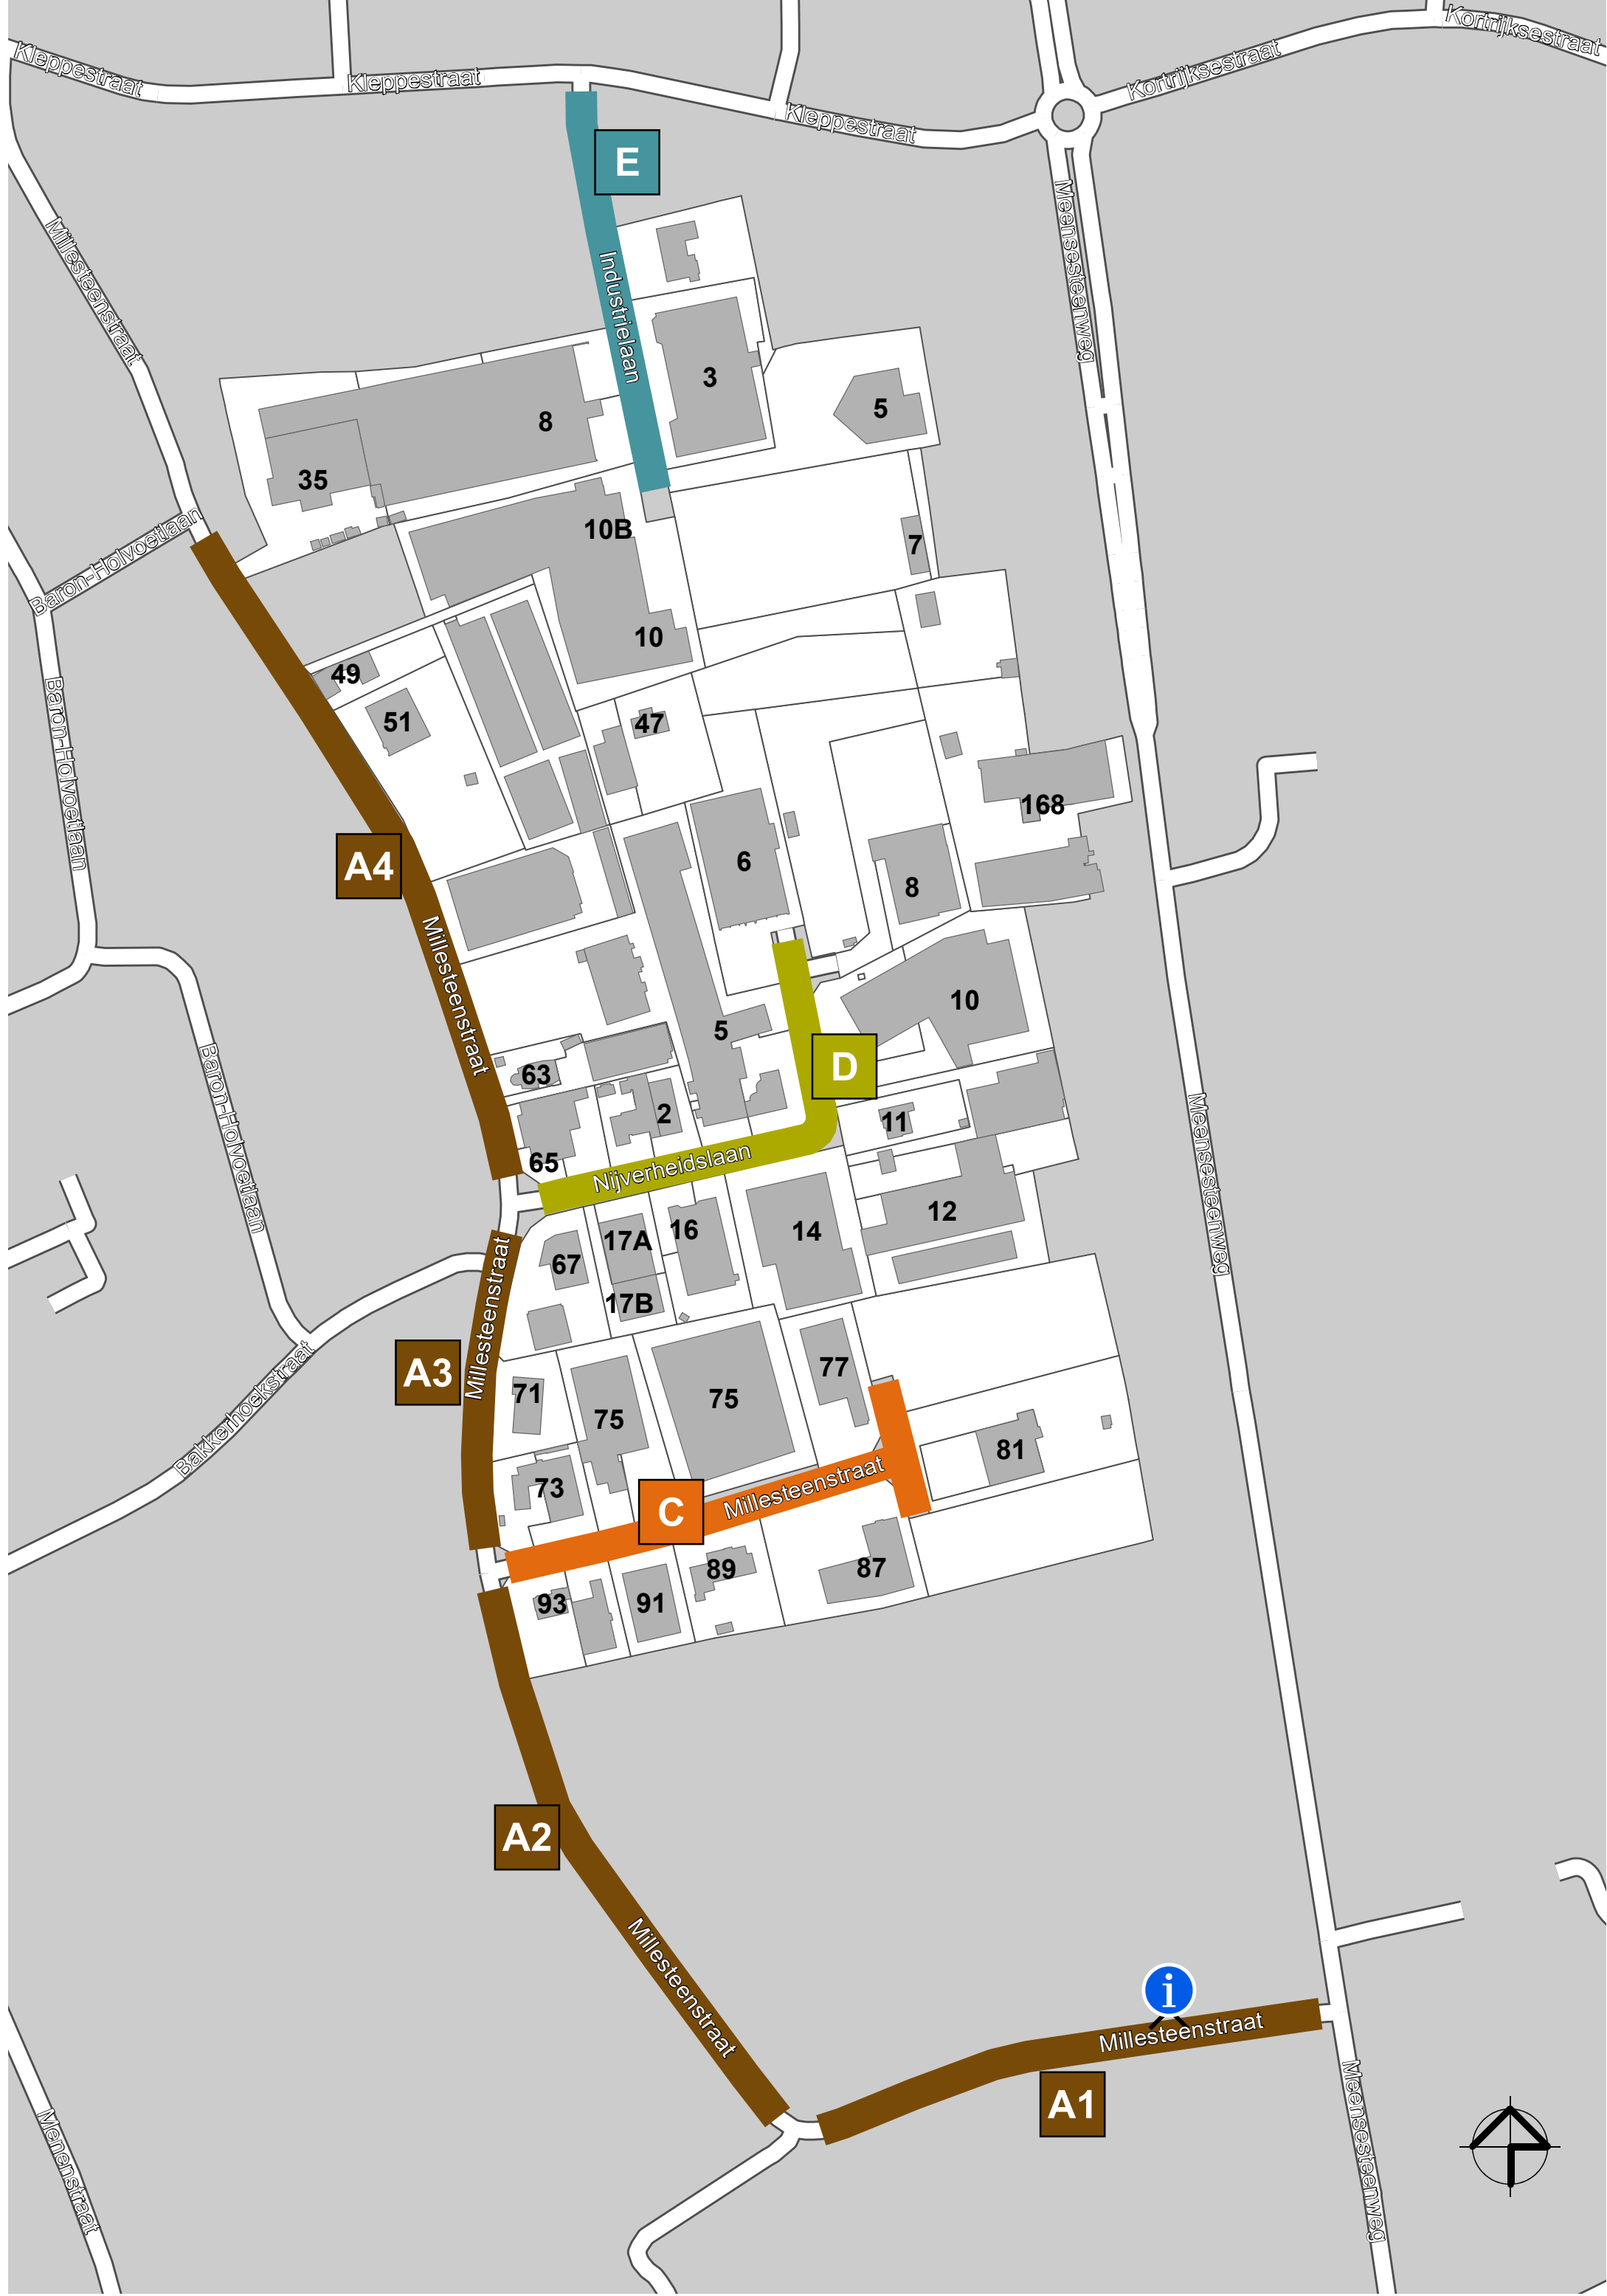 Kortrijksestraat
Kleppestraat
Kleppestraat
Kortrijksestraat
Kleppestraat
E
Meensesteenweg
Millesteenstraat
Industrielaan
3
5
8
35
Baron-Holvoetlaan
10B
7
10
49
51
47
Baron-Holvoetlaan
168
A4
6
8
Millesteenstraat
10
5
D
63
Baron-Holvoetlaan
2
11
65
Nijverheidslaan
Meensesteenweg
12
16
14
17A
67
17B
Millesteenstraat
A3
77
71
75
75
Bakkerhoekstraat
81
73
Millesteenstraat
C
89
87
93
91
A2
Millesteenstraat
i
Millesteenstraat
A1
Menenstraat
Meensesteenweg